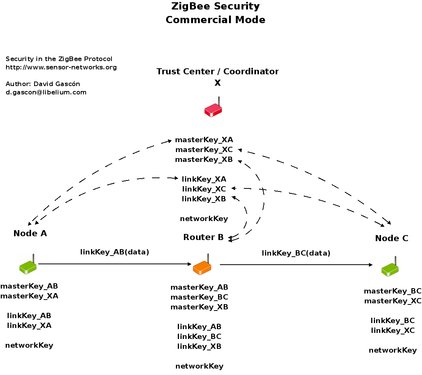 ZigBee Security
Commercial Mode
Security in the ZigBee Protocol
http://www.sensor-networks.org
Author: David Gascón
d.gascon@libelium.com
Trust Center / Coordinator
X
masterKey_XA
masterKey_XC
masterKey_XB
linkKey_XA
linkKey_XC
linkKey_XB
networkKey
Node A
Router B
Node C
linkKey_AB(data)
linkKey_BC(data)
masterKey_AB
masterKey_XA
linkKey_AB
linkKey_XA
networkKey
masterKey_AB
masterKey_BC
masterKey_XB
linkKey_AB
linkKey_BC
linkKey_XB
networkKey
masterKey_BC
masterKey_XC
linkKey_BC
linkKey_XC
networkKey